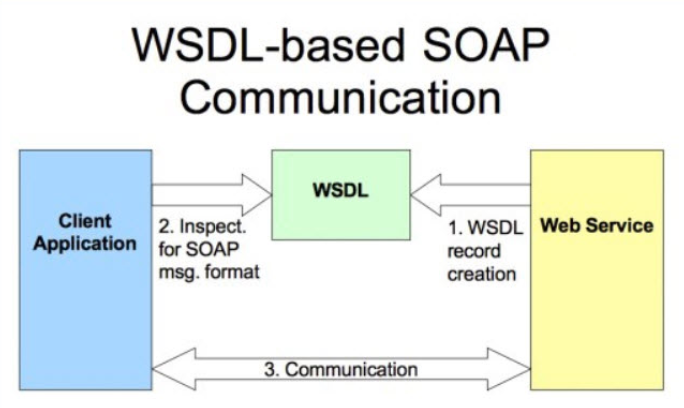 WSDL-based SOAP
Communication
Client
Application
2. Inspect.
for SOAP
msg. format
WSDL
1. WSDL
record
creation
Web Service
3. Communication